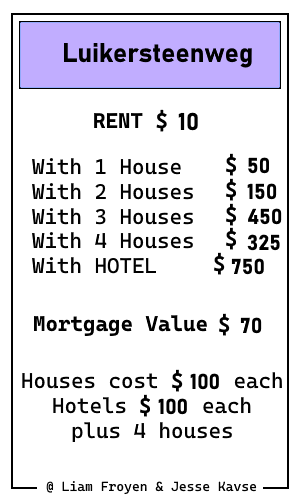 Luikersteenweg
RENT $ 10
With 1 House $ 50
With 2 Houses $ 150
With 3 Houses $ 450
With 4 Houses $ 325
With HOTEL $ 750
Mortgage Value $ 70
Houses cost $ 100 each
Hotels $ 100 each
plus 4 houses
@ Liam Froyen & Jesse Kavse